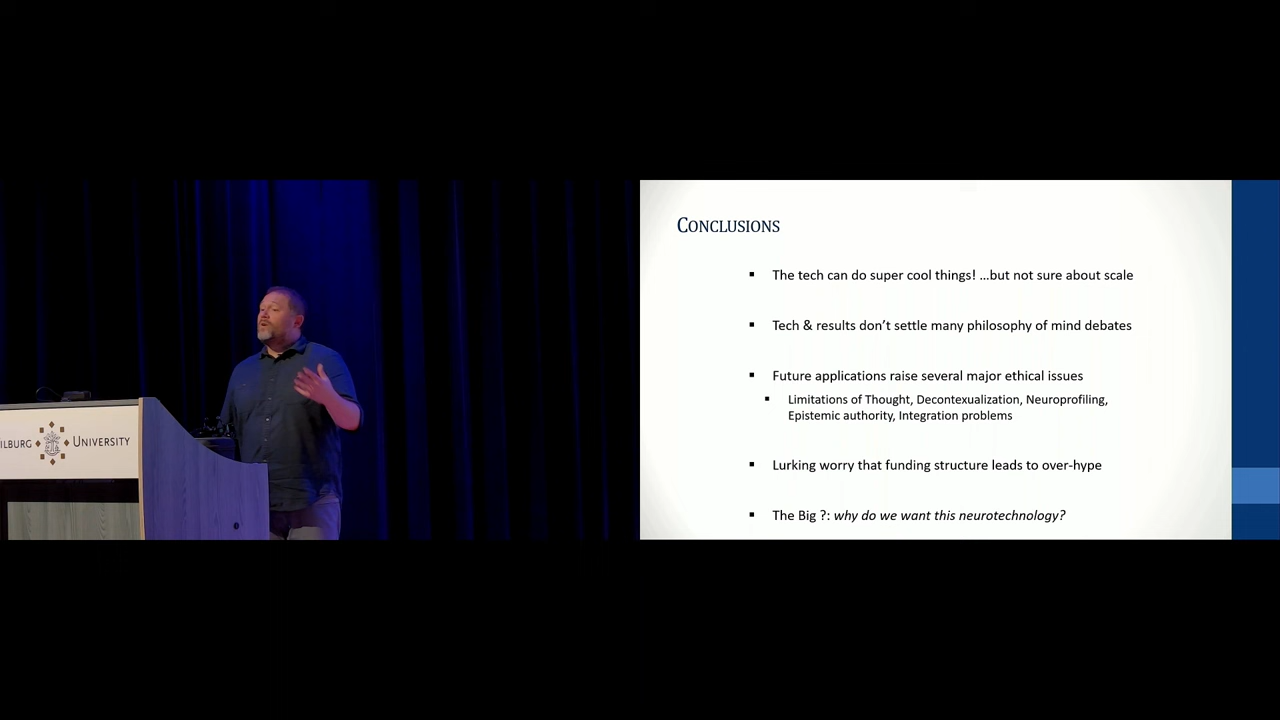 ILBURG UNIVERSITY
CONCLUSIONS
▪ The tech can do super cool things! ...but not sure about scale
▪ Tech & results don't settle many philosophy of mind debates
▪ Future applications raise several major ethical issues
▪ Limitations of Thought, Decontexualization, Neuroprofiling,
Epistemic authority, Integration problems
▪ Lurking worry that funding structure leads to over-hype
▪ The Big ?: why do we want this neurotechnology?